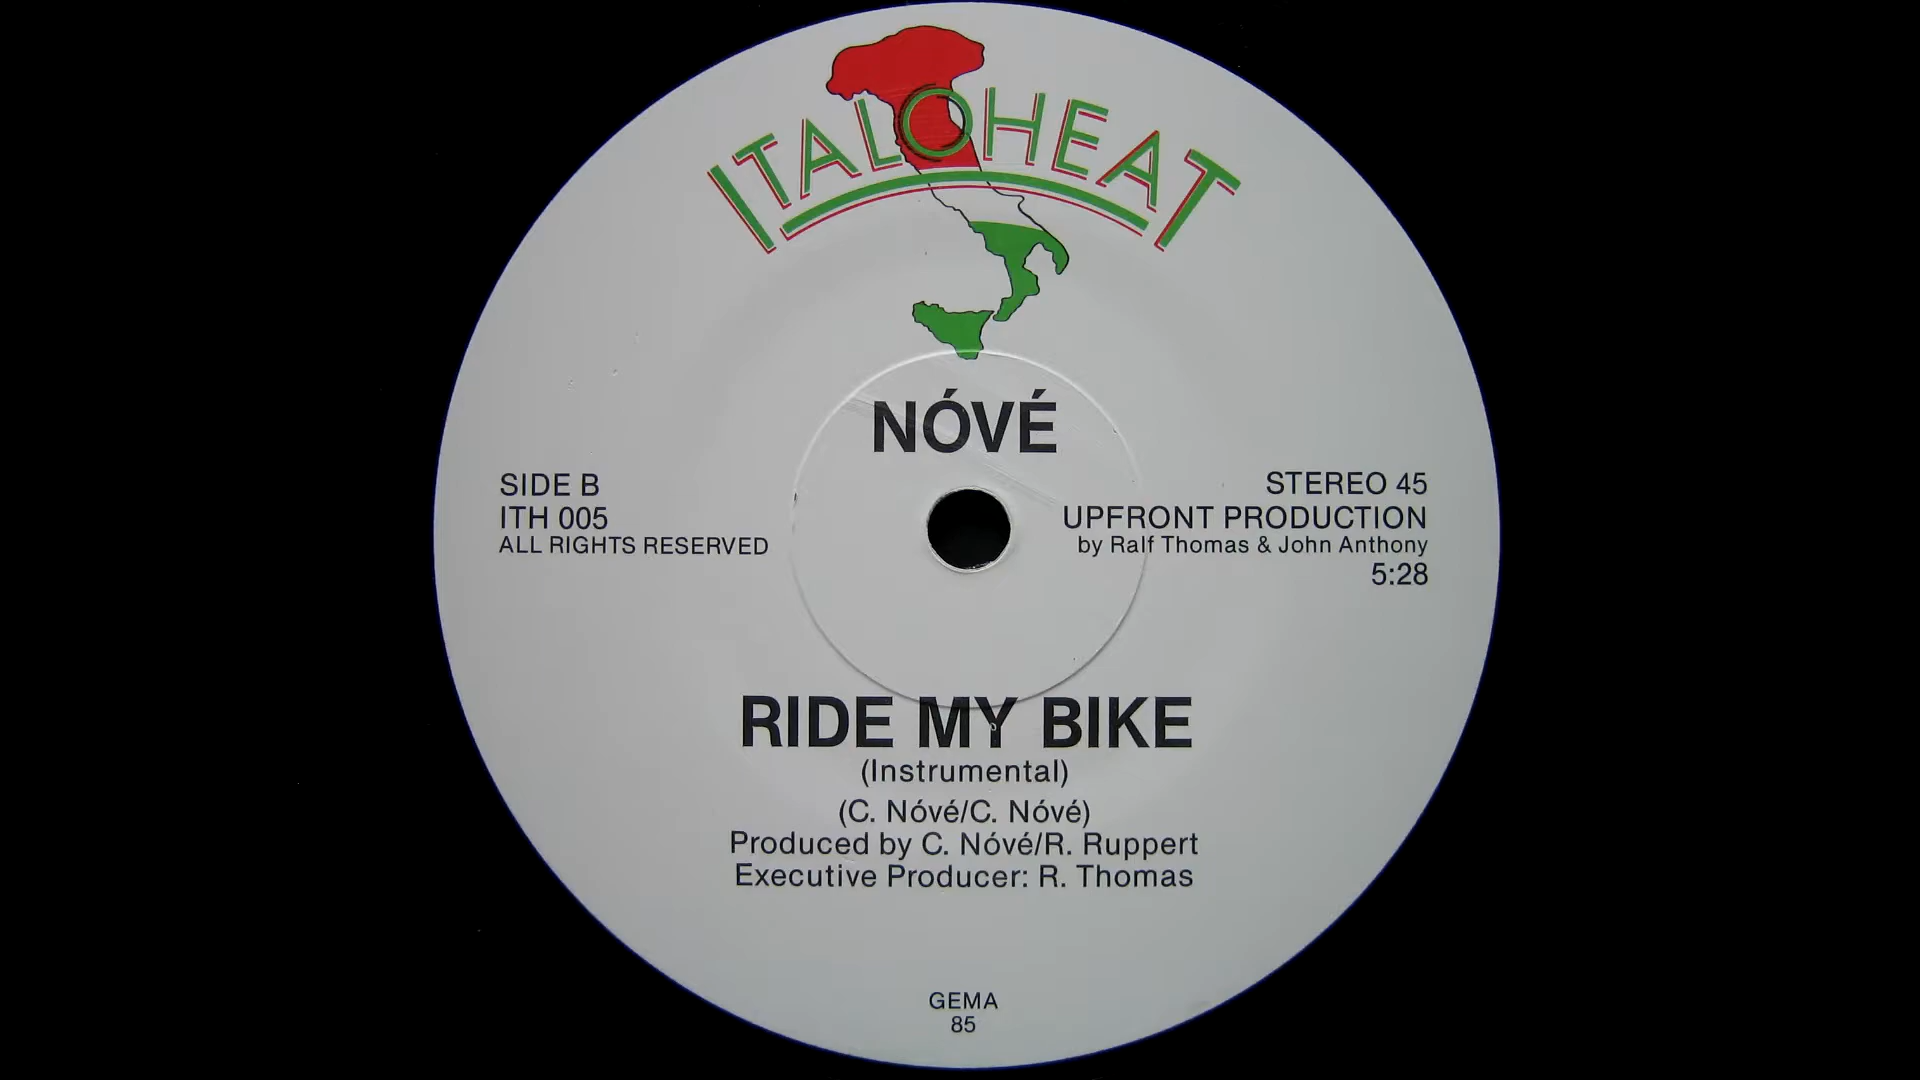 ITALOHEAT
NÓVÉ
SIDE B
ITH 005
ALL RIGHTS RESERVED
STEREO 45
UPFRONT PRODUCTION
by Ralf Thomas & John Anthony
5:28
RIDE MY BIKE
(Instrumental)
(C. Nóvé/C. Nóvé)
Produced by C. Nóvé/R. Ruppert
Executive Producer: R. Thomas
GEMA
85